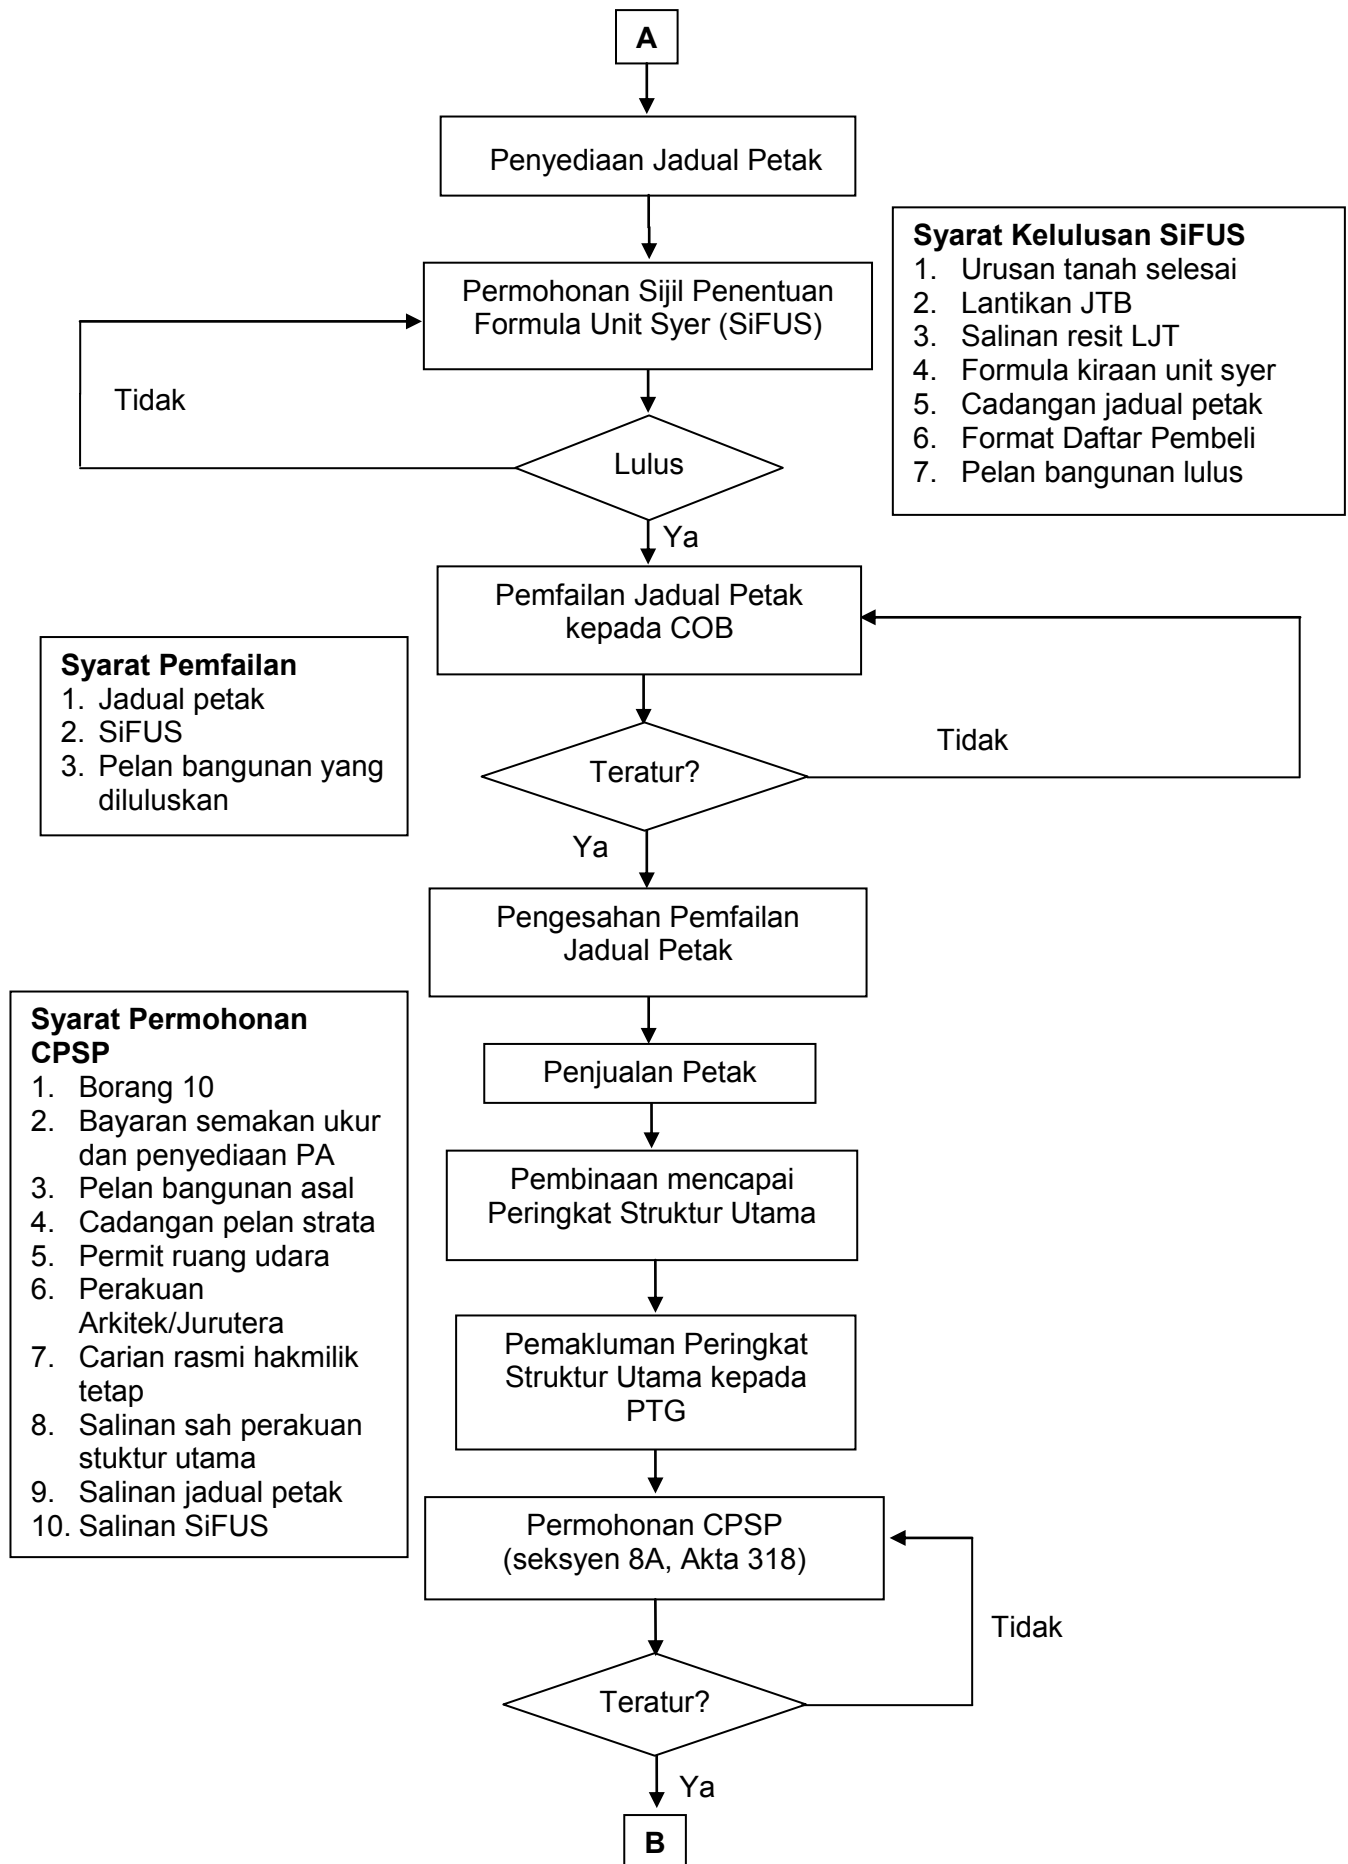 A
Penyediaan Jadual Petak
Permohonan Sijil Penentuan
Formula Unit Syer (SiFUS)
Syarat Kelulusan SiFUS
1. Urusan tanah selesai
2. Lantikan JTB
3. Salinan resit LJT
4. Formula kiraan unit syer
5. Cadangan jadual petak
6. Format Daftar Pembeli
7. Pelan bangunan lulus
Tidak
Lulus
Ya
Pemfailan Jadual Petak
kepada COB
Syarat Pemfailan
1. Jadual petak
2. SiFUS
3. Pelan bangunan yang
diluluskan
Tidak
Teratur?
Ya
Pengesahan Pemfailan
Jadual Petak
Penjualan Petak
Syarat Permohonan
CPSP
1. Borang 10
2. Bayaran semakan ukur
dan penyediaan PA
3. Pelan bangunan asal
4. Cadangan pelan strata
5. Permit ruang udara
6. Perakuan
Arkitek/Jurutera
7. Carian rasmi hakmilik
tetap
8. Salinan sah perakuan
stuktur utama
9. Salinan jadual petak
10. Salinan SiFUS
Pembinaan mencapai
Peringkat Struktur Utama
Pemakluman Peringkat
Struktur Utama kepada
PTG
Permohonan CPSP
(seksyen 8A, Akta 318)
Tidak
Teratur?
Ya
B